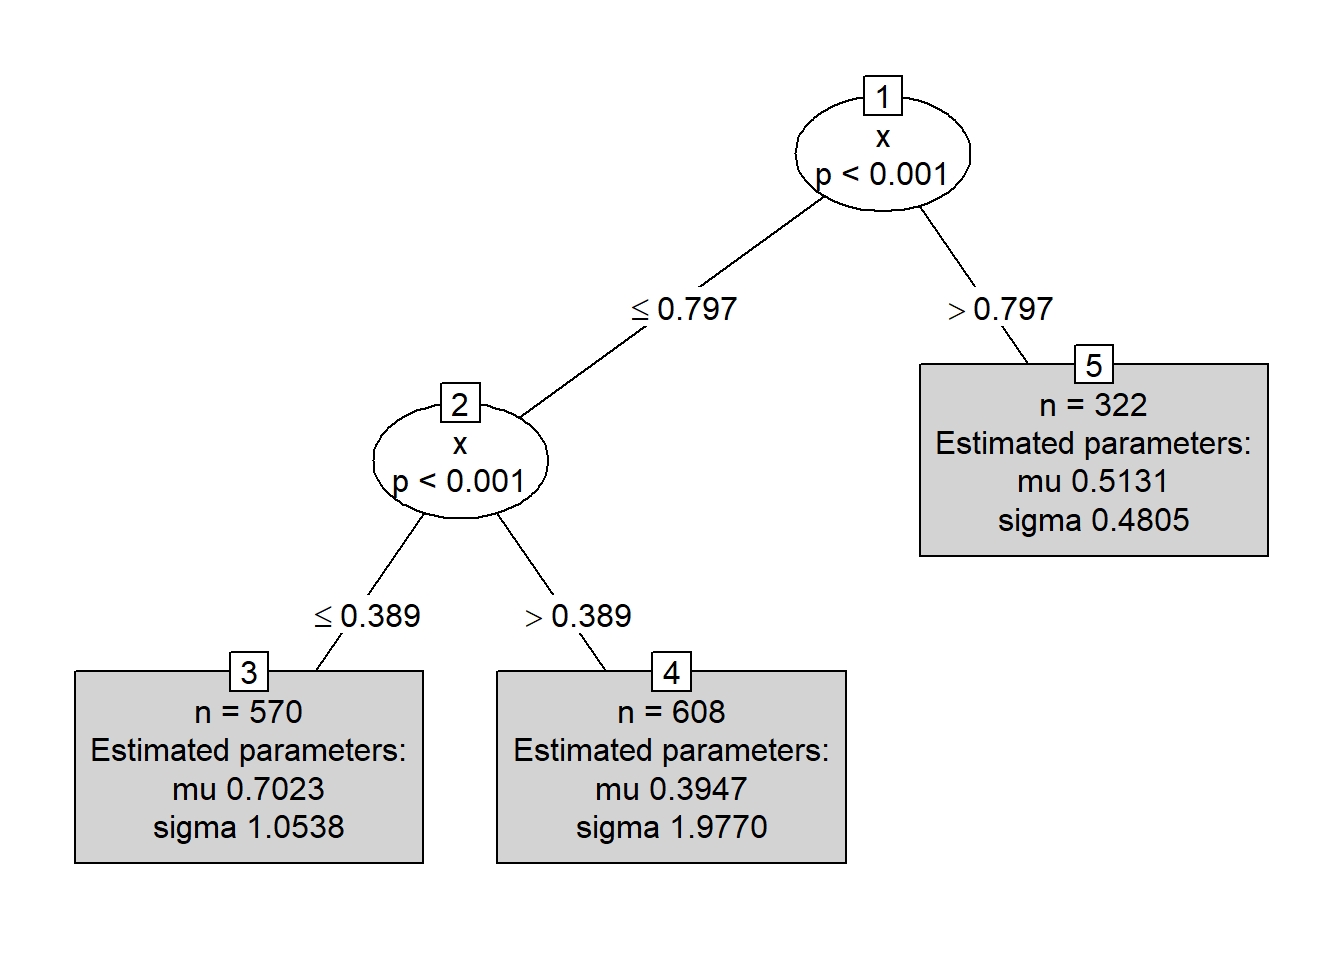 1
x
p < 0.001
≤ 0.797
> 0.797
2
x
p < 0.001
5
n = 322
Estimated parameters:
mu 0.5131
sigma 0.4805
≤ 0.389
> 0.389
3
n = 570
Estimated parameters:
mu 0.7023
sigma 1.0538
4
n = 608
Estimated parameters:
mu 0.3947
sigma 1.9770